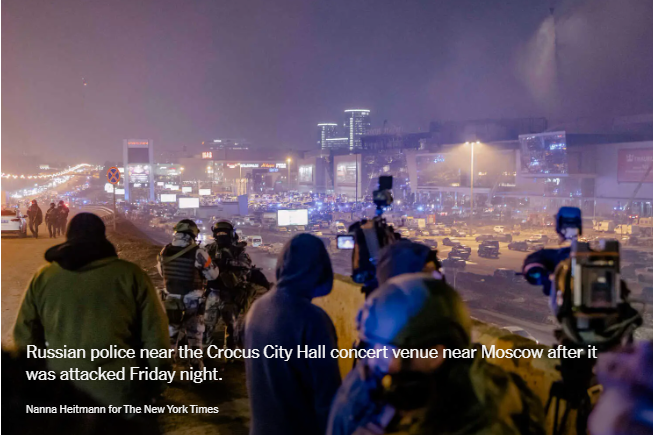 Russian police near the Crocus City Hall concert venue near Moscow after it
was attacked Friday night.
Nanna Heitmann for The New York Times